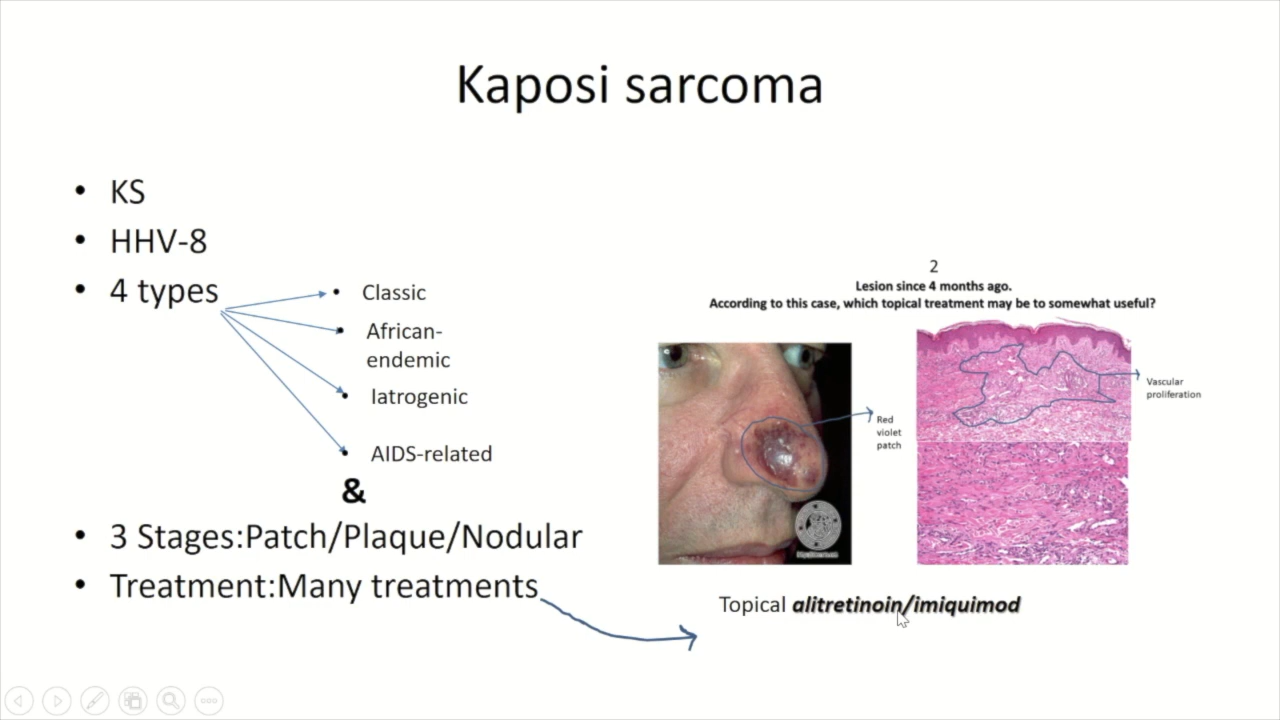 Kaposi sarcoma
• KS
• HHV-8
• 4 types
• Classic
• African-
endemic
• Iatrogenic
• AIDS-related
&
• 3 Stages:Patch/Plaque/Nodular
• Treatment:Many treatments
2
Lesion since 4 months ago.
According to this case, which topical treatment may be to somewhat useful?
Red
violet
patch
Vascular
proliferation
Topical alitretinoin/imiquimod